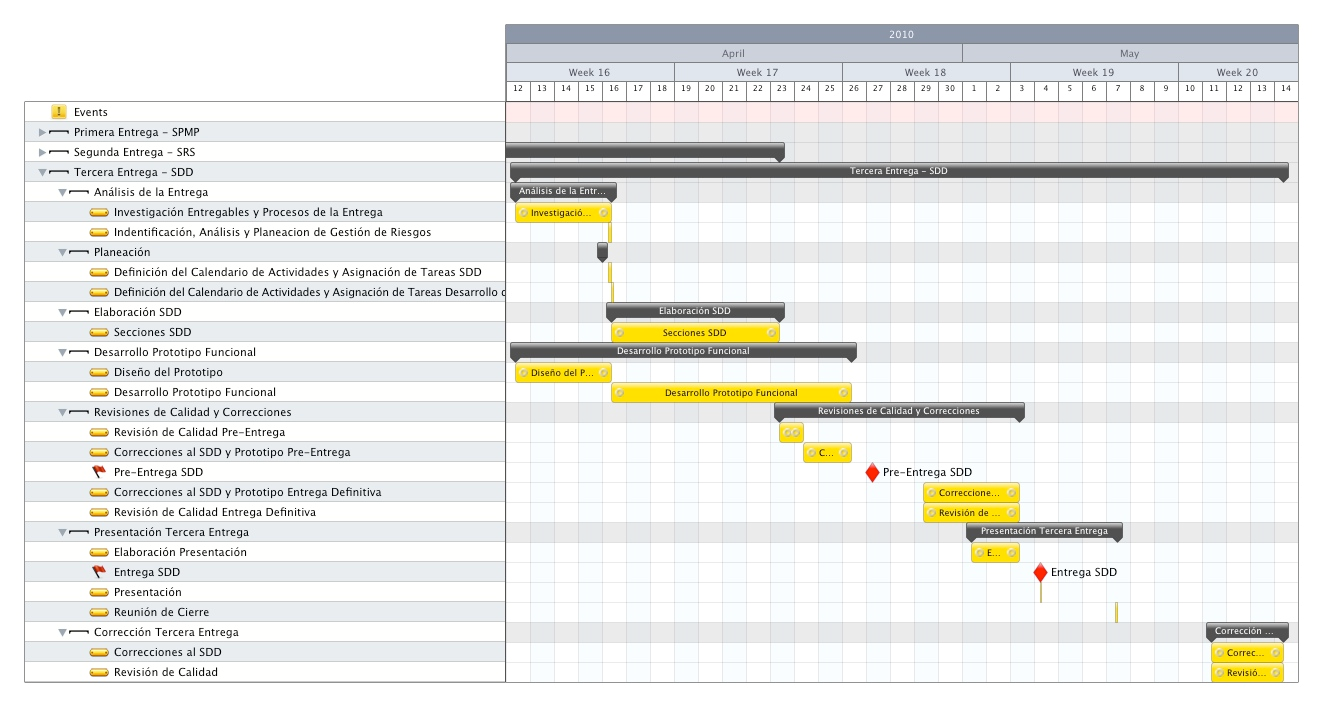 2010
April May
Week 16 Week 17 Week 18 Week 19 Week 20
12 13 14 15 16 17 18 19 20 21 22 23 24 25 26 27 28 29 30 1 2 3 4 5 6 7 8 9 10 11 12 13 14
Events
Primera Entrega – SPMP
Segunda Entrega – SRS
Tercera Entrega – SDD Tercera Entrega – SDD
Análisis de la Entrega Análisis de la Entr...
Investigación Entregables y Procesos de la Entrega Investigació...
Indentificación, Análisis y Planeacion de Gestión de Riesgos
Planeación
Definición del Calendario de Actividades y Asignación de Tareas SDD
Definición del Calendario de Actividades y Asignación de Tareas Desarrollo
Elaboración SDD Elaboración SDD
Secciones SDD Secciones SDD
Desarrollo Prototipo Funcional Desarrollo Prototipo Funcional
Diseño del Prototipo Diseño del P...
Desarrollo Prototipo Funcional Desarrollo Prototipo Funcional
Revisiones de Calidad y Correcciones Revisiones de Calidad y Correcciones
Revisión de Calidad Pre-Entrega
Correcciones al SDD y Prototipo Pre-Entrega C...
Pre-Entrega SDD Pre-Entrega SDD
Correcciones al SDD y Prototipo Entrega Definitiva Correccione...
Revisión de Calidad Entrega Definitiva Revisión de ...
Presentación Tercera Entrega Presentación Tercera Entrega
Elaboración Presentación E...
Entrega SDD Entrega SDD
Presentación
Reunión de Cierre
Corrección Tercera Entrega Corrección ...
Correcciones al SDD Correc...
Revisión de Calidad Revisió...